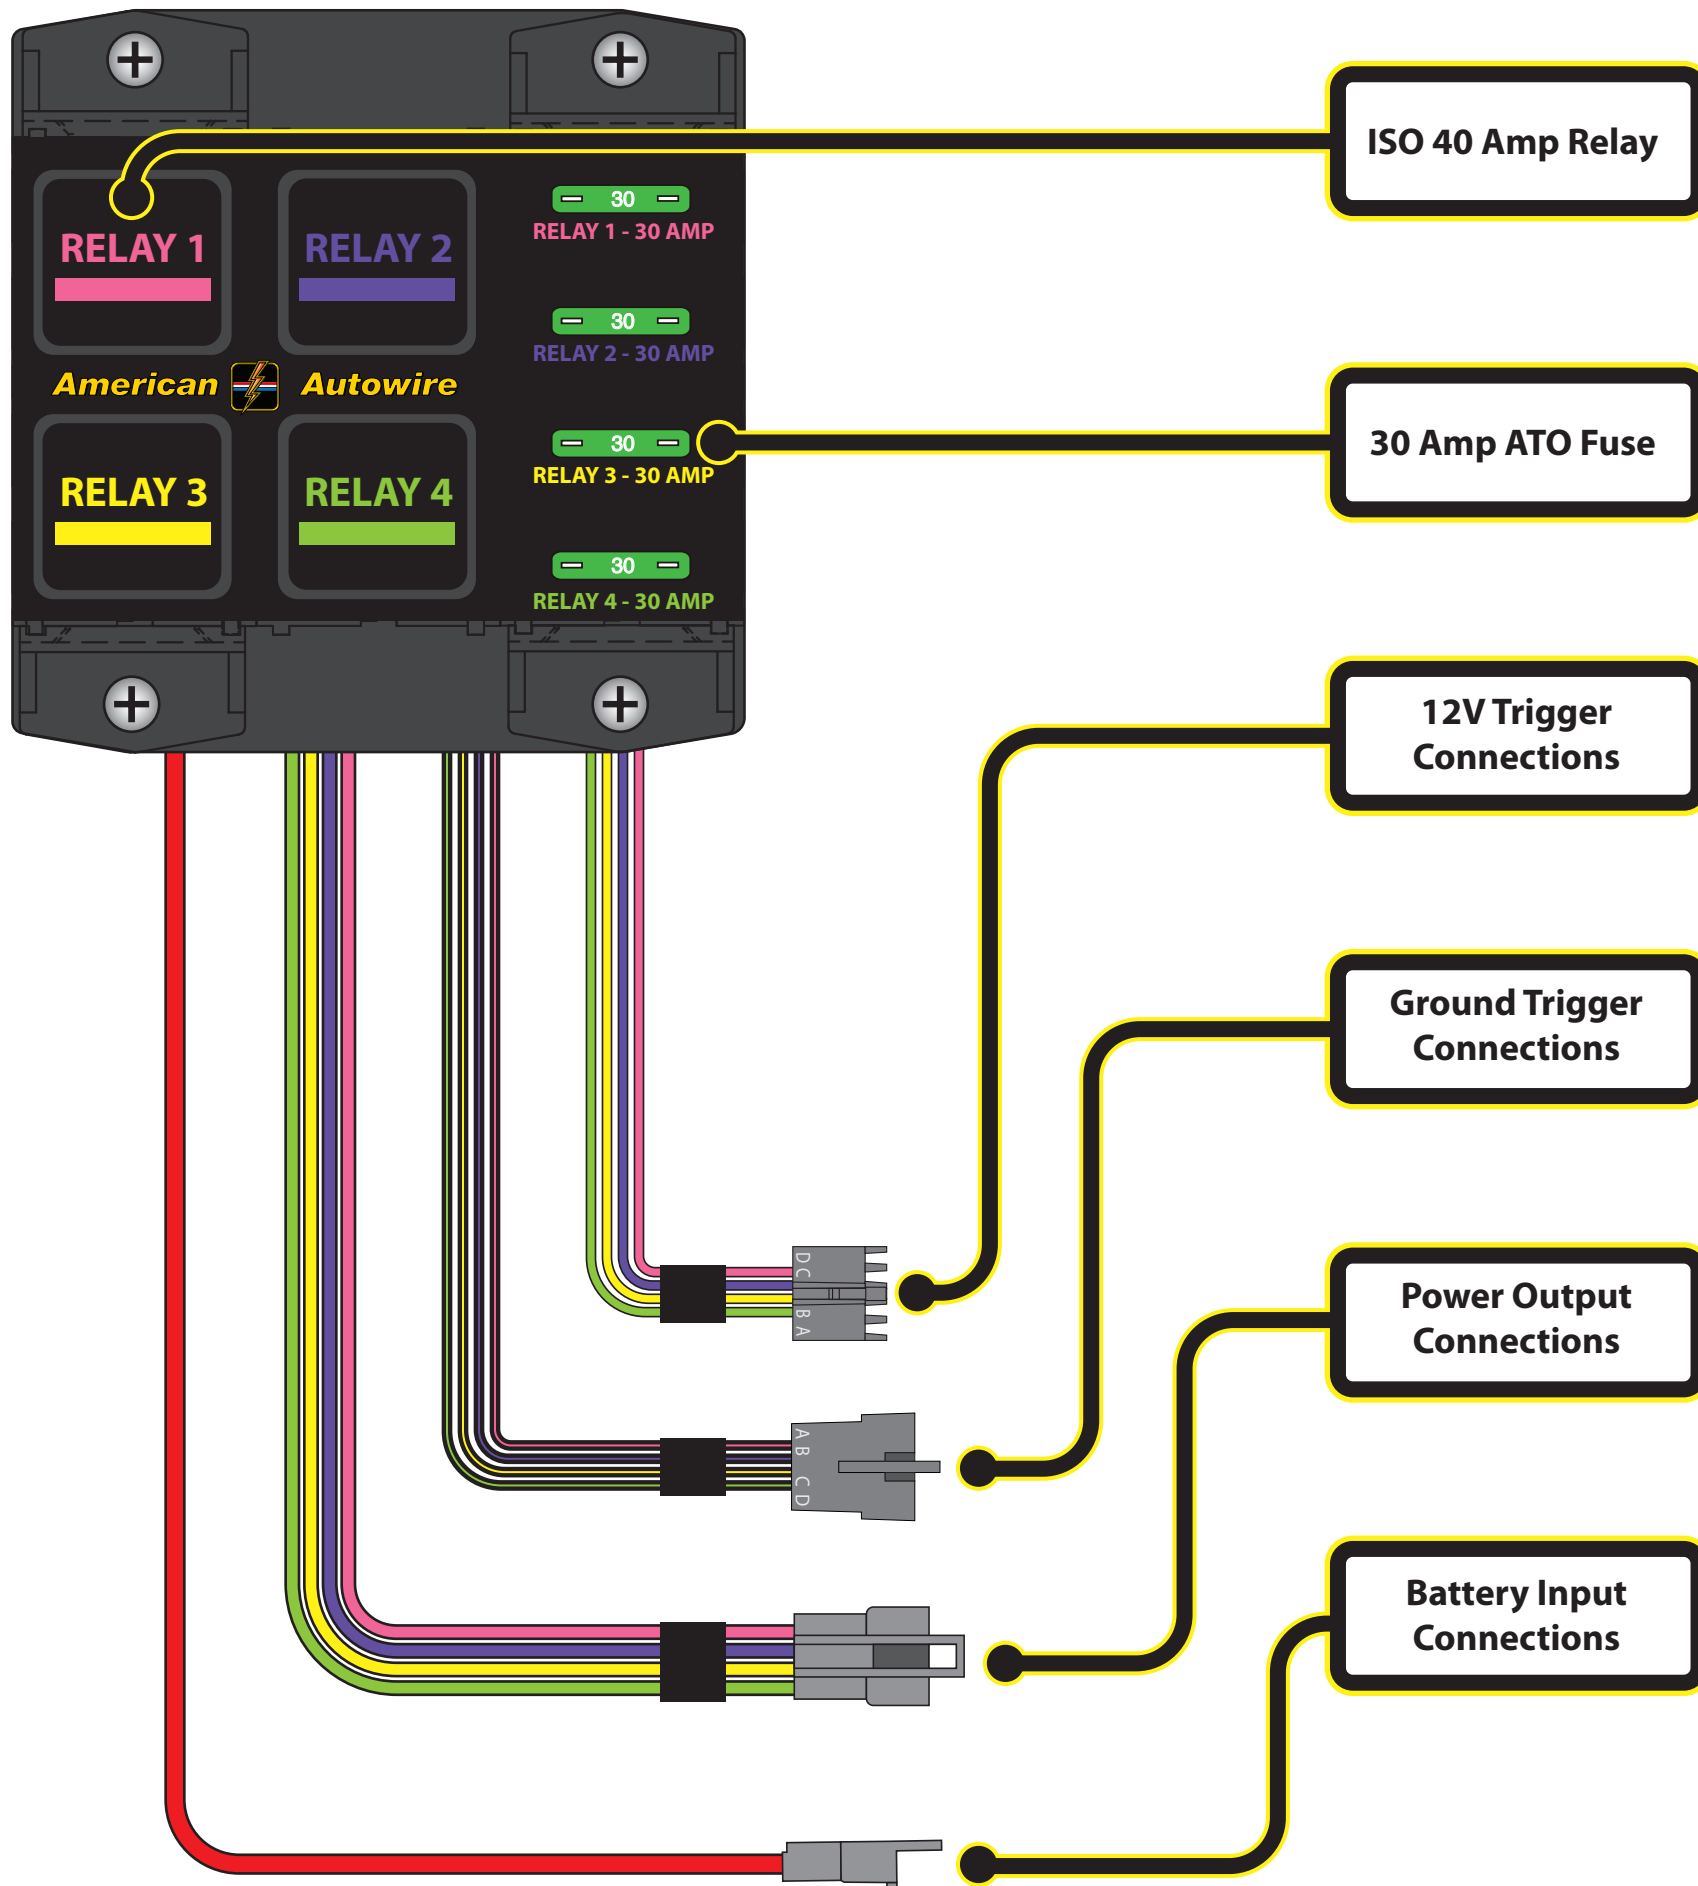 ISO 40 Amp Relay
RELAY 1
RELAY 2
30
RELAY 1 - 30 AMP
30
RELAY 2 - 30 AMP
American Autowire
30
RELAY 3 - 30 AMP
30 Amp ATO Fuse
RELAY 3
RELAY 4
30
RELAY 4 - 30 AMP
12V Trigger
Connections
Ground Trigger
Connections
D C B A
Power Output
Connections
A B C D
Battery Input
Connections